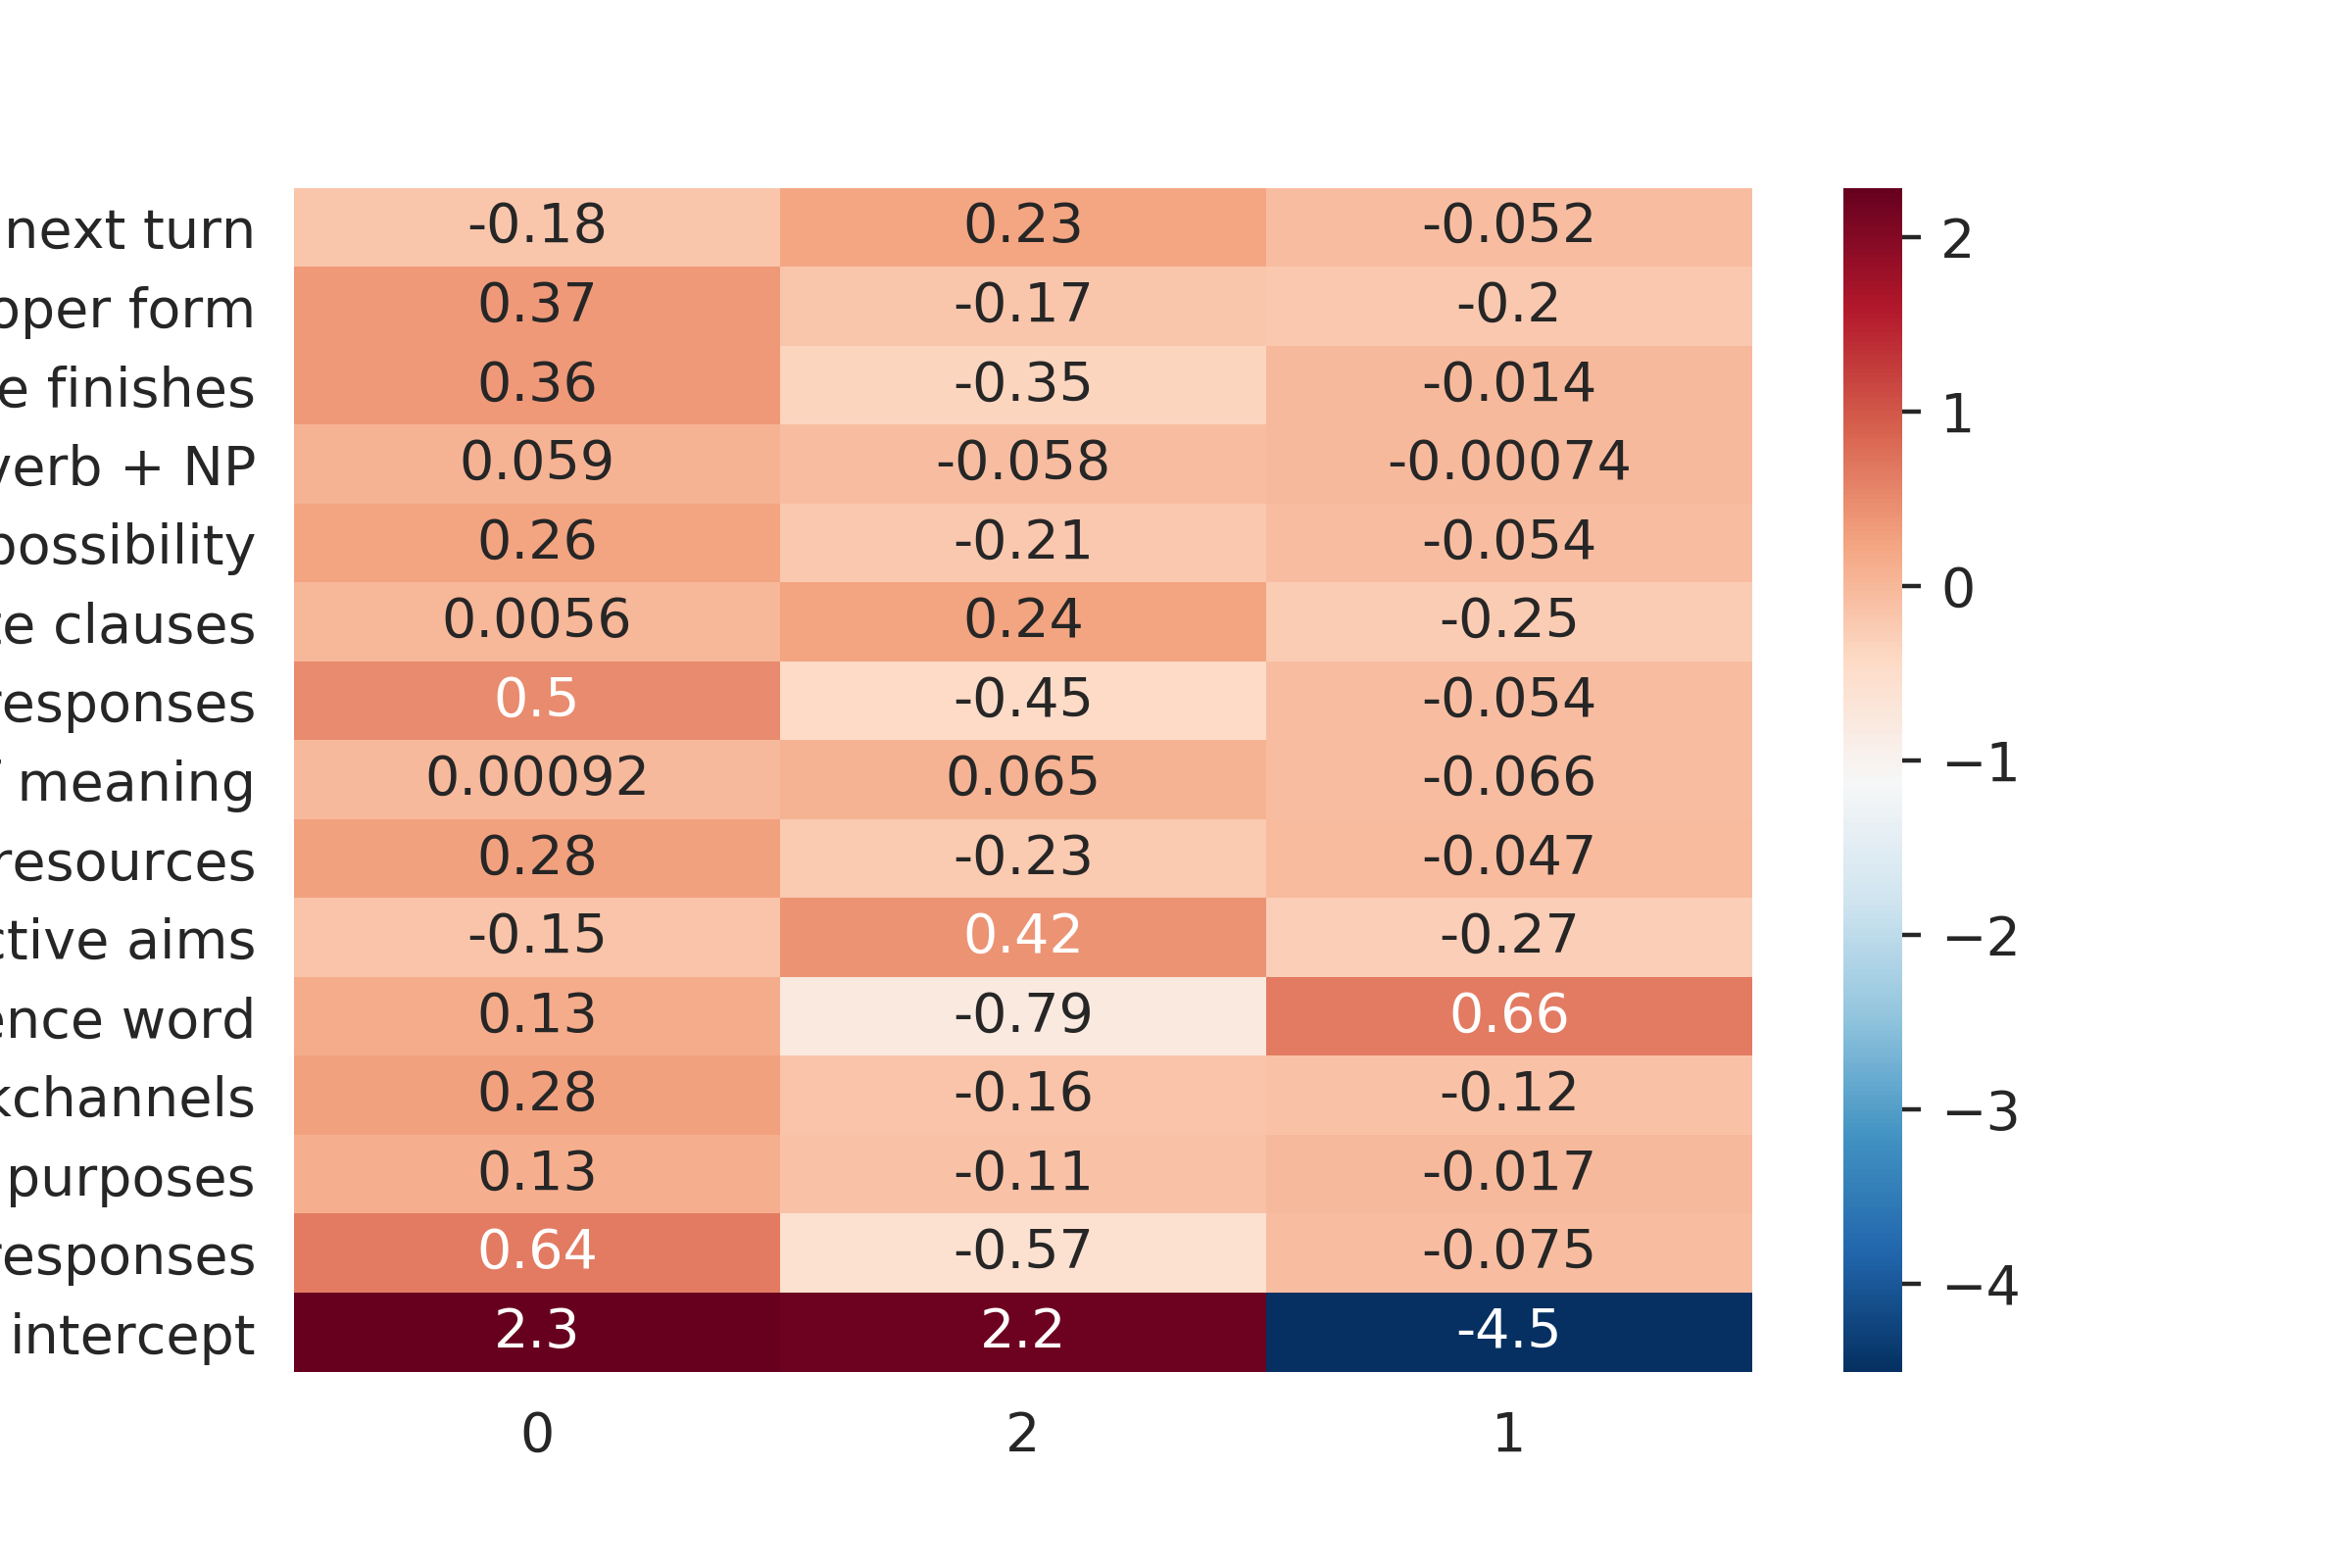 next turn -0.18 0.23 -0.052 2
form 0.37 -0.17 -0.2
finishes 0.36 -0.35 -0.014 1
+ NP 0.059 -0.058 -0.00074
possibility 0.26 -0.21 -0.054 0
clauses 0.0056 0.24 -0.25
responses 0.5 -0.45 -0.054
meaning 0.00092 0.065 -0.066 −1
resources 0.28 -0.23 -0.047
aims -0.15 0.42 -0.27 −2
word 0.13 -0.79 0.66
0.28 -0.16 -0.12 −3
purposes 0.13 -0.11 -0.017
responses 0.64 -0.57 -0.075 −4
intercept 2.3 2.2 -4.5
0 2 1